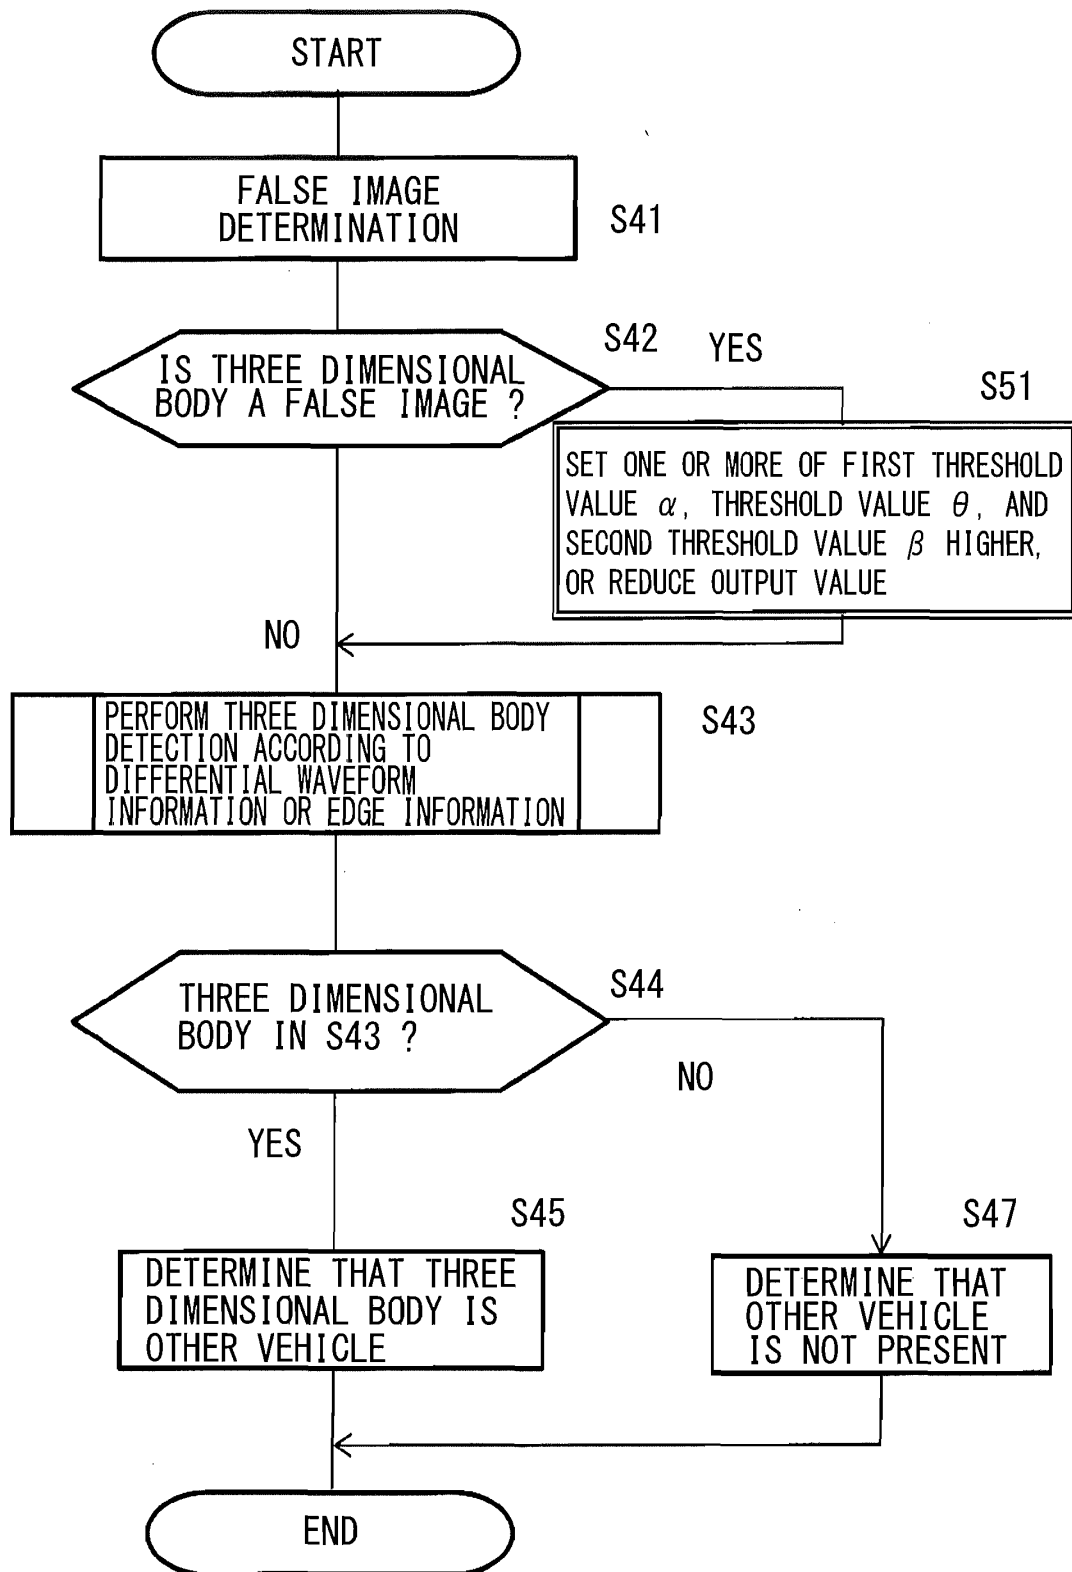 START
FALSE IMAGE
DETERMINATION
S41
S42
YES
IS THREE DIMENSIONAL
BODY A FALSE IMAGE ?
S51
SET ONE OR MORE OF FIRST THRESHOLD
VALUE α, THRESHOLD VALUE θ, AND
SECOND THRESHOLD VALUE β HIGHER,
OR REDUCE OUTPUT VALUE
NO
PERFORM THREE DIMENSIONAL BODY
DETECTION ACCORDING TO
DIFFERENTIAL WAVEFORM
INFORMATION OR EDGE INFORMATION
S43
THREE DIMENSIONAL
BODY IN S43 ?
S44
NO
YES
S45
S47
DETERMINE THAT THREE
DIMENSIONAL BODY IS
OTHER VEHICLE
DETERMINE THAT
OTHER VEHICLE
IS NOT PRESENT
END